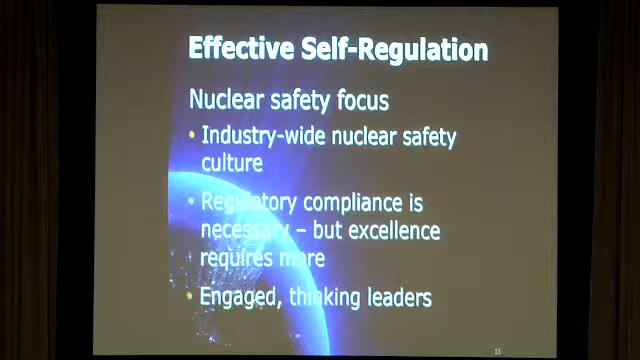 Effective Self-Regulation
Nuclear safety focus
• Industry-wide nuclear safety
culture
• Regulatory compliance is
necessary – but excellence
requires more
• Engaged, thinking leaders